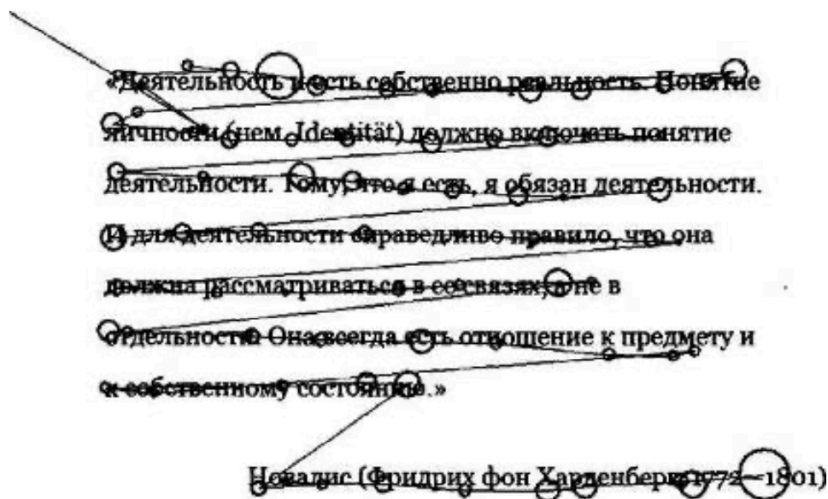 «Деятельность и есть собственно реальность. Понятие
личности (нем. Identität) должно включать понятие
деятельности. Тому, что я есть, я обязан деятельности.
И для деятельности справедливо правило, что она
должна рассматриваться в ее связях, а не в
отдельности. Она всегда есть отношение к предмету и
к собственному состоянию.»
Новалис (Фридрих фон Харденберг 1772–1801)